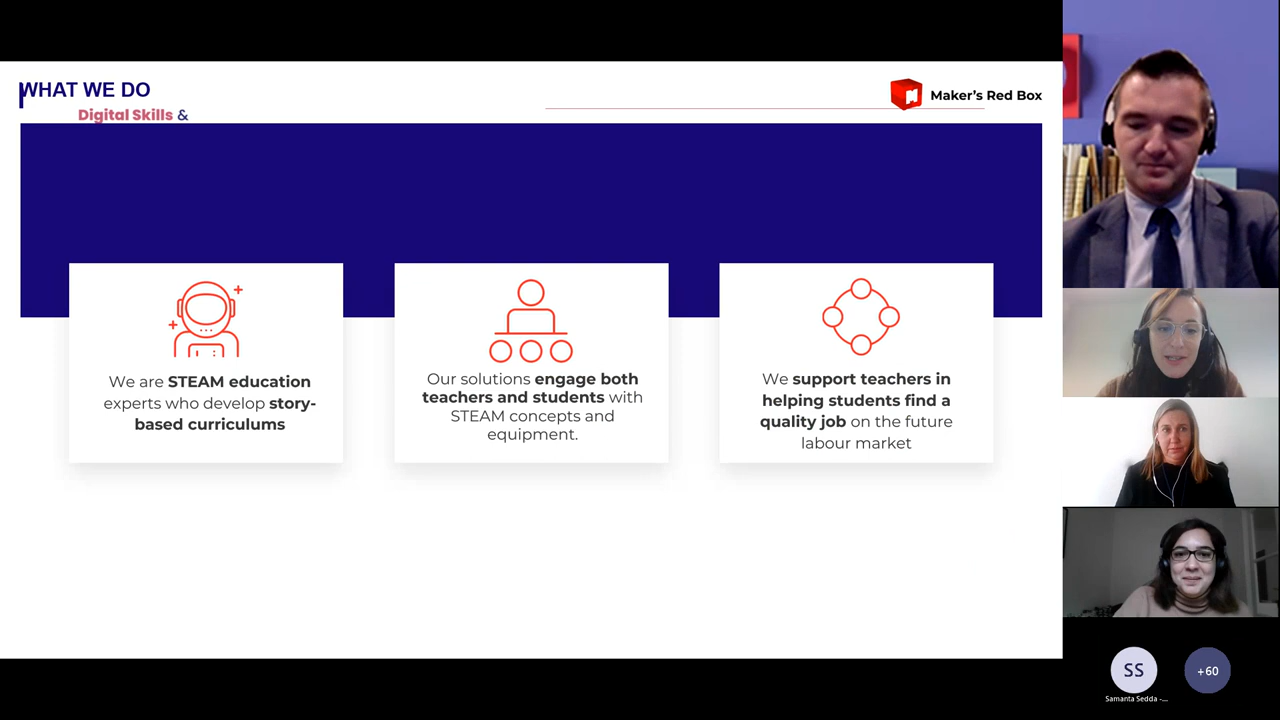 WHAT WE DO
Digital Skills &
Maker's Red Box
We are STEAM education
experts who develop story-
based curriculums
Our solutions engage both
teachers and students with
STEAM concepts and
equipment.
We support teachers in
helping students find a
quality job on the future
labour market
SS
+60
Samanta Sedda -...